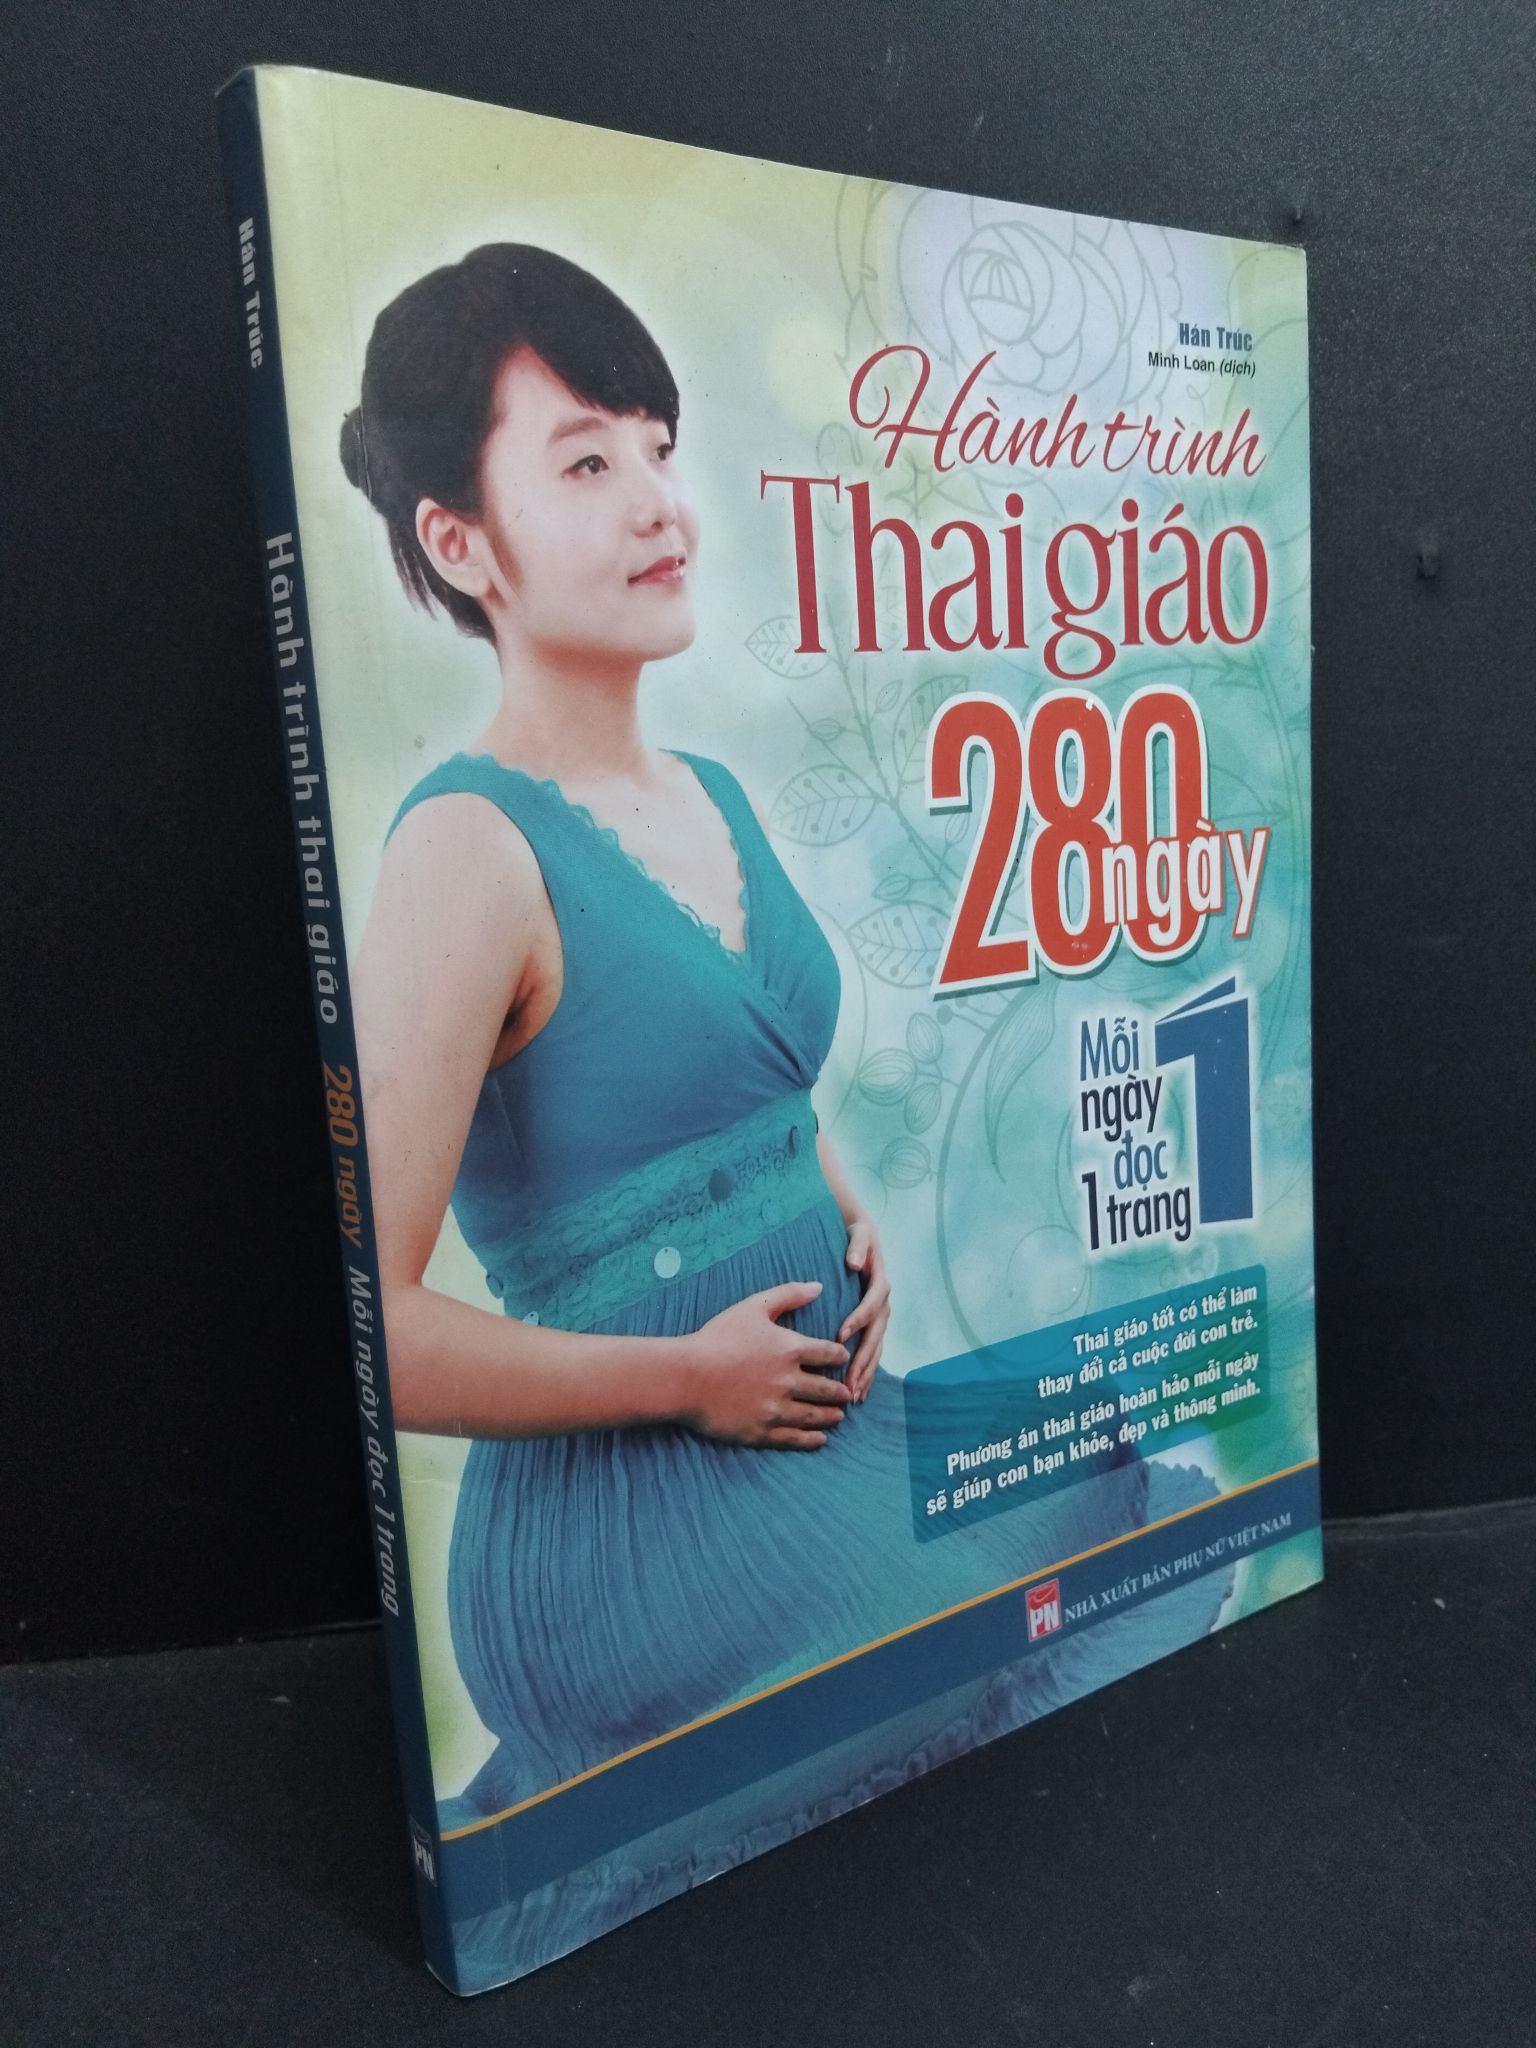 Hán Trúc
Hành trình thai giáo 280 ngày Mỗi ngày đọc 1 trang
PN
Hán Trúc
Minh Loan (dịch)
Hành trình
Thai giáo
280
ngày
Mỗi
ngày
đọc
1 trang
1
Thai giáo tốt có thể làm
thay đổi cả cuộc đời con trẻ.
Phương án thai giáo hoàn hảo mỗi ngày
sẽ giúp con bạn khỏe, đẹp và thông minh.
PN NHÀ XUẤT BẢN PHỤ NỮ VIỆT NAM